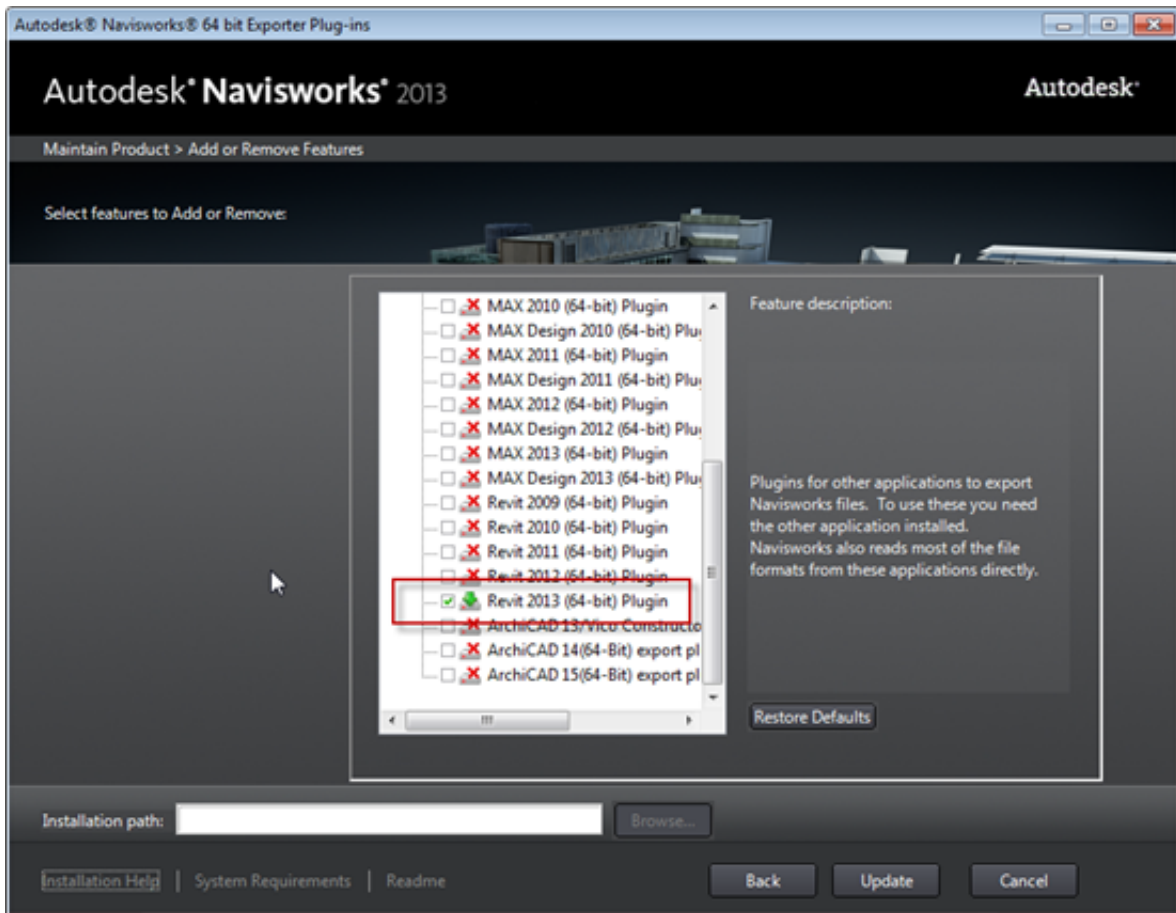 Autodesk® Navisworks® 64 bit Exporter Plug-ins
Autodesk® Navisworks® 2013
Autodesk®
Maintain Product > Add or Remove Features
Select features to Add or Remove:
MAX 2010 (64-bit) Plugin
MAX Design 2010 (64-bit) Plug
MAX 2011 (64-bit) Plugin
MAX Design 2011 (64-bit) Plug
MAX 2012 (64-bit) Plugin
MAX Design 2012 (64-bit) Plug
MAX 2013 (64-bit) Plugin
MAX Design 2013 (64-bit) Plug
Revit 2009 (64-bit) Plugin
Revit 2010 (64-bit) Plugin
Revit 2011 (64-bit) Plugin
Revit 2012 (64-bit) Plugin
Revit 2013 (64-bit) Plugin
ArchiCAD 13/Vico Constructo
ArchiCAD 14(64-Bit) export pl
ArchiCAD 15(64-Bit) export pl
Feature description:
Plugins for other applications to export
Navisworks files. To use these you need
the other application installed.
Navisworks also reads most of the file
formats from these applications directly.
Restore Defaults
Installation path:
Browse...
Installation Help | System Requirements | Readme
Back
Update
Cancel